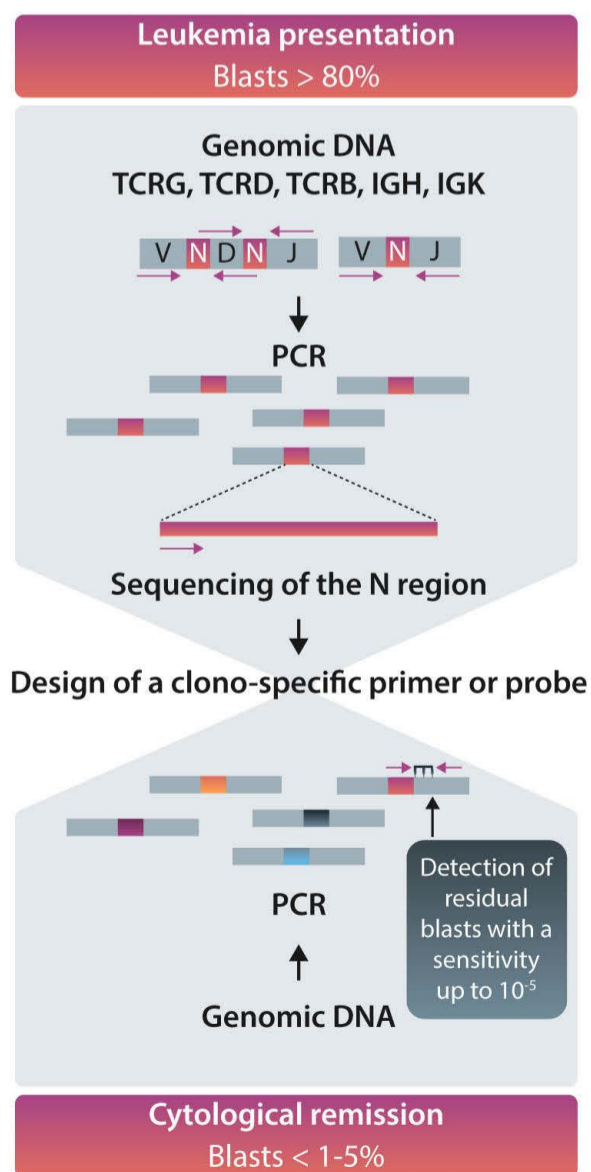 Leukemia presentation
Blasts > 80%
Genomic DNA
TCRG, TCRD, TCRB, IGH, IGK
V N D N J V N J
PCR
Sequencing of the N region
Design of a clono-specific primer or probe
Detection of
residual
blasts with a
sensitivity
up to 10⁻⁵
PCR
Genomic DNA
Cytological remission
Blasts < 1-5%